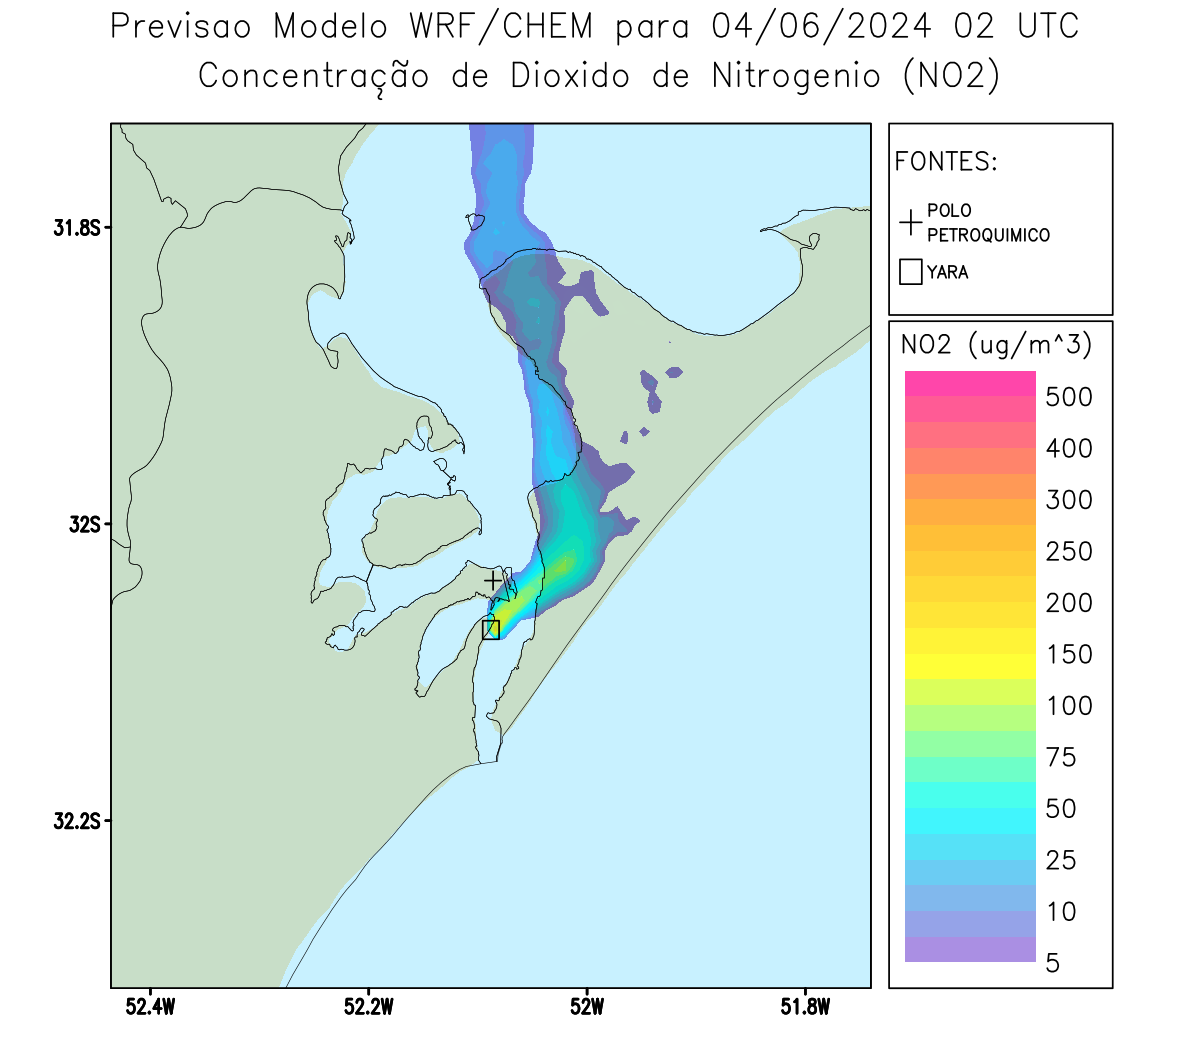 Previsao Modelo WRF/CHEM para 04/06/2024 02 UTC
Concentração de Dioxido de Nitrogenio (NO2)
FONTES:
POLO
PETROQUIMICO
YARA
NO2 (ug/m^3)
500
400
300
250
200
150
100
75
50
25
10
5
31.8S
32S
32.2S
52.4W
52.2W
52W
51.8W